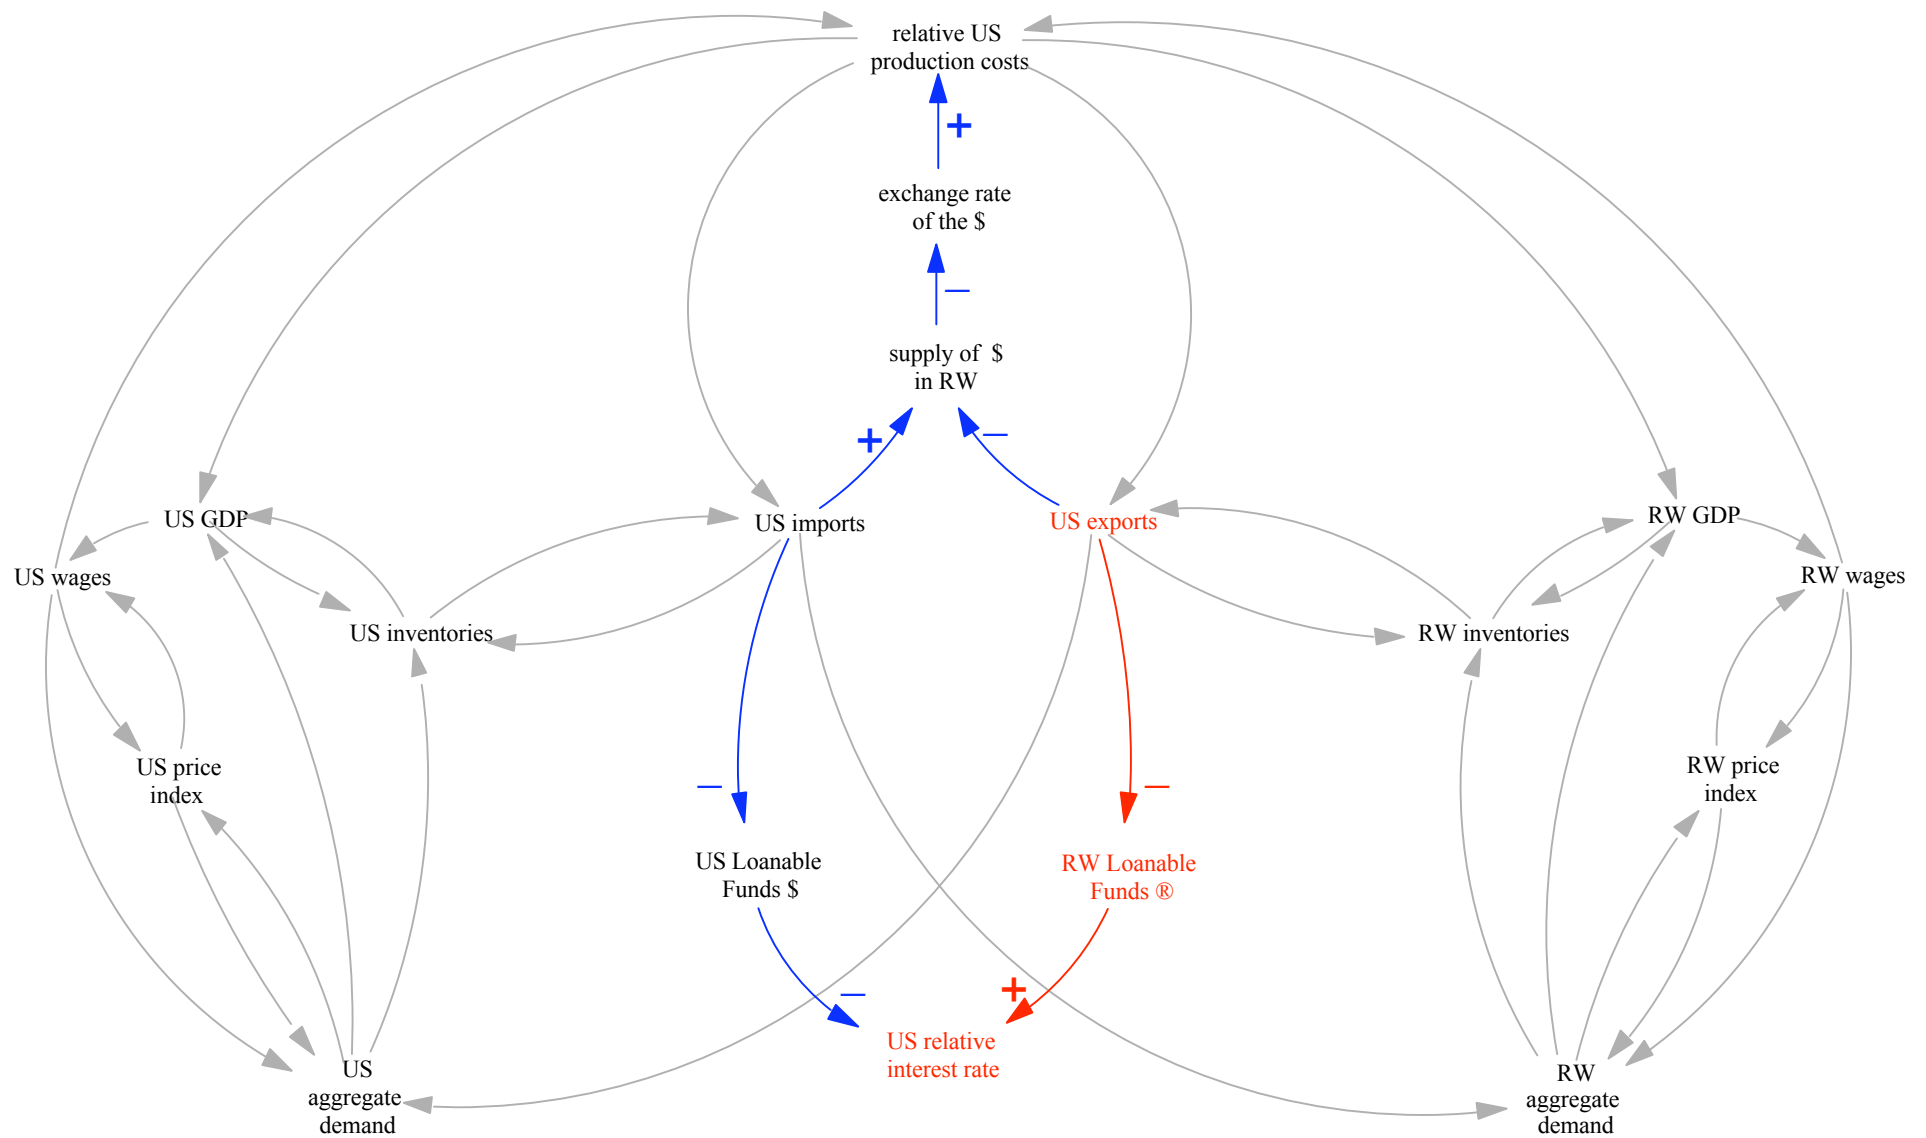 relative US
production costs
+
exchange rate
of the $
—
supply of $
in RW
+
—
US GDP
US imports
US exports
RW GDP
US wages
RW wages
US inventories
RW inventories
US price
index
RW price
index
—
—
US Loanable
Funds $
RW Loanable
Funds ®
—
+
US relative
interest rate
US
aggregate
demand
RW
aggregate
demand